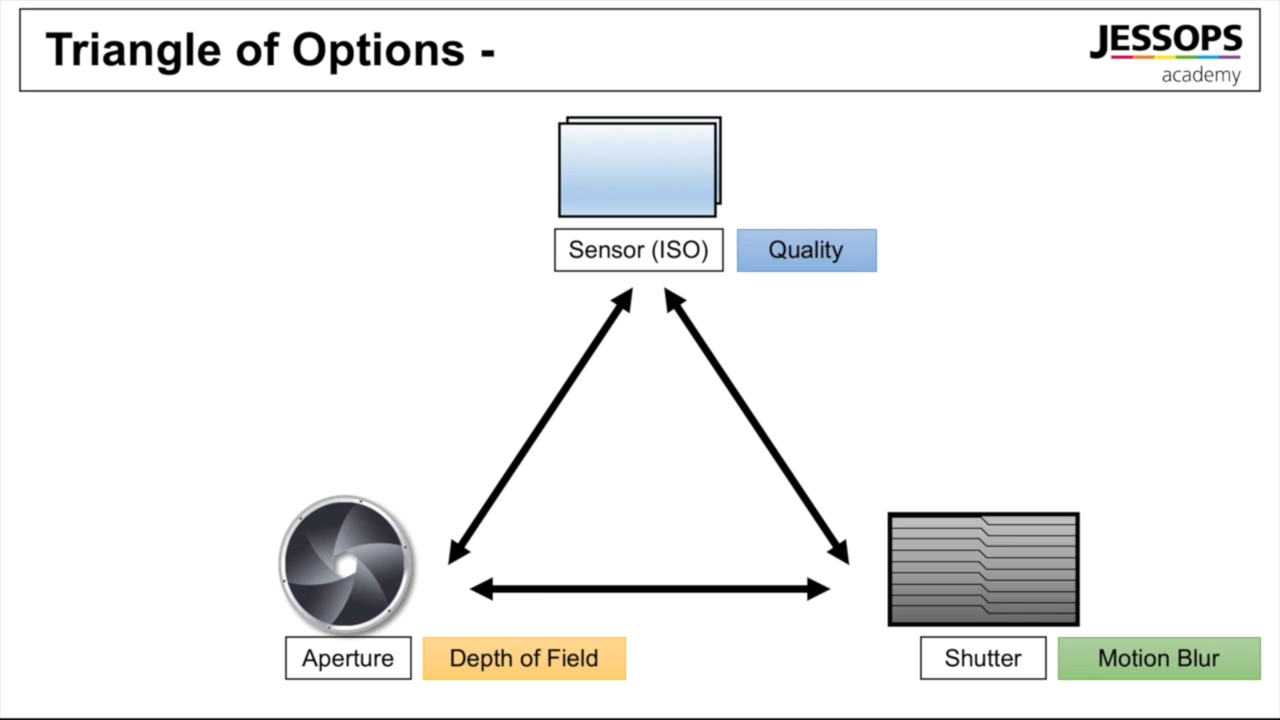 Triangle of Options -
JESSOPS
academy
Sensor (ISO)
Quality
Aperture
Depth of Field
Shutter
Motion Blur